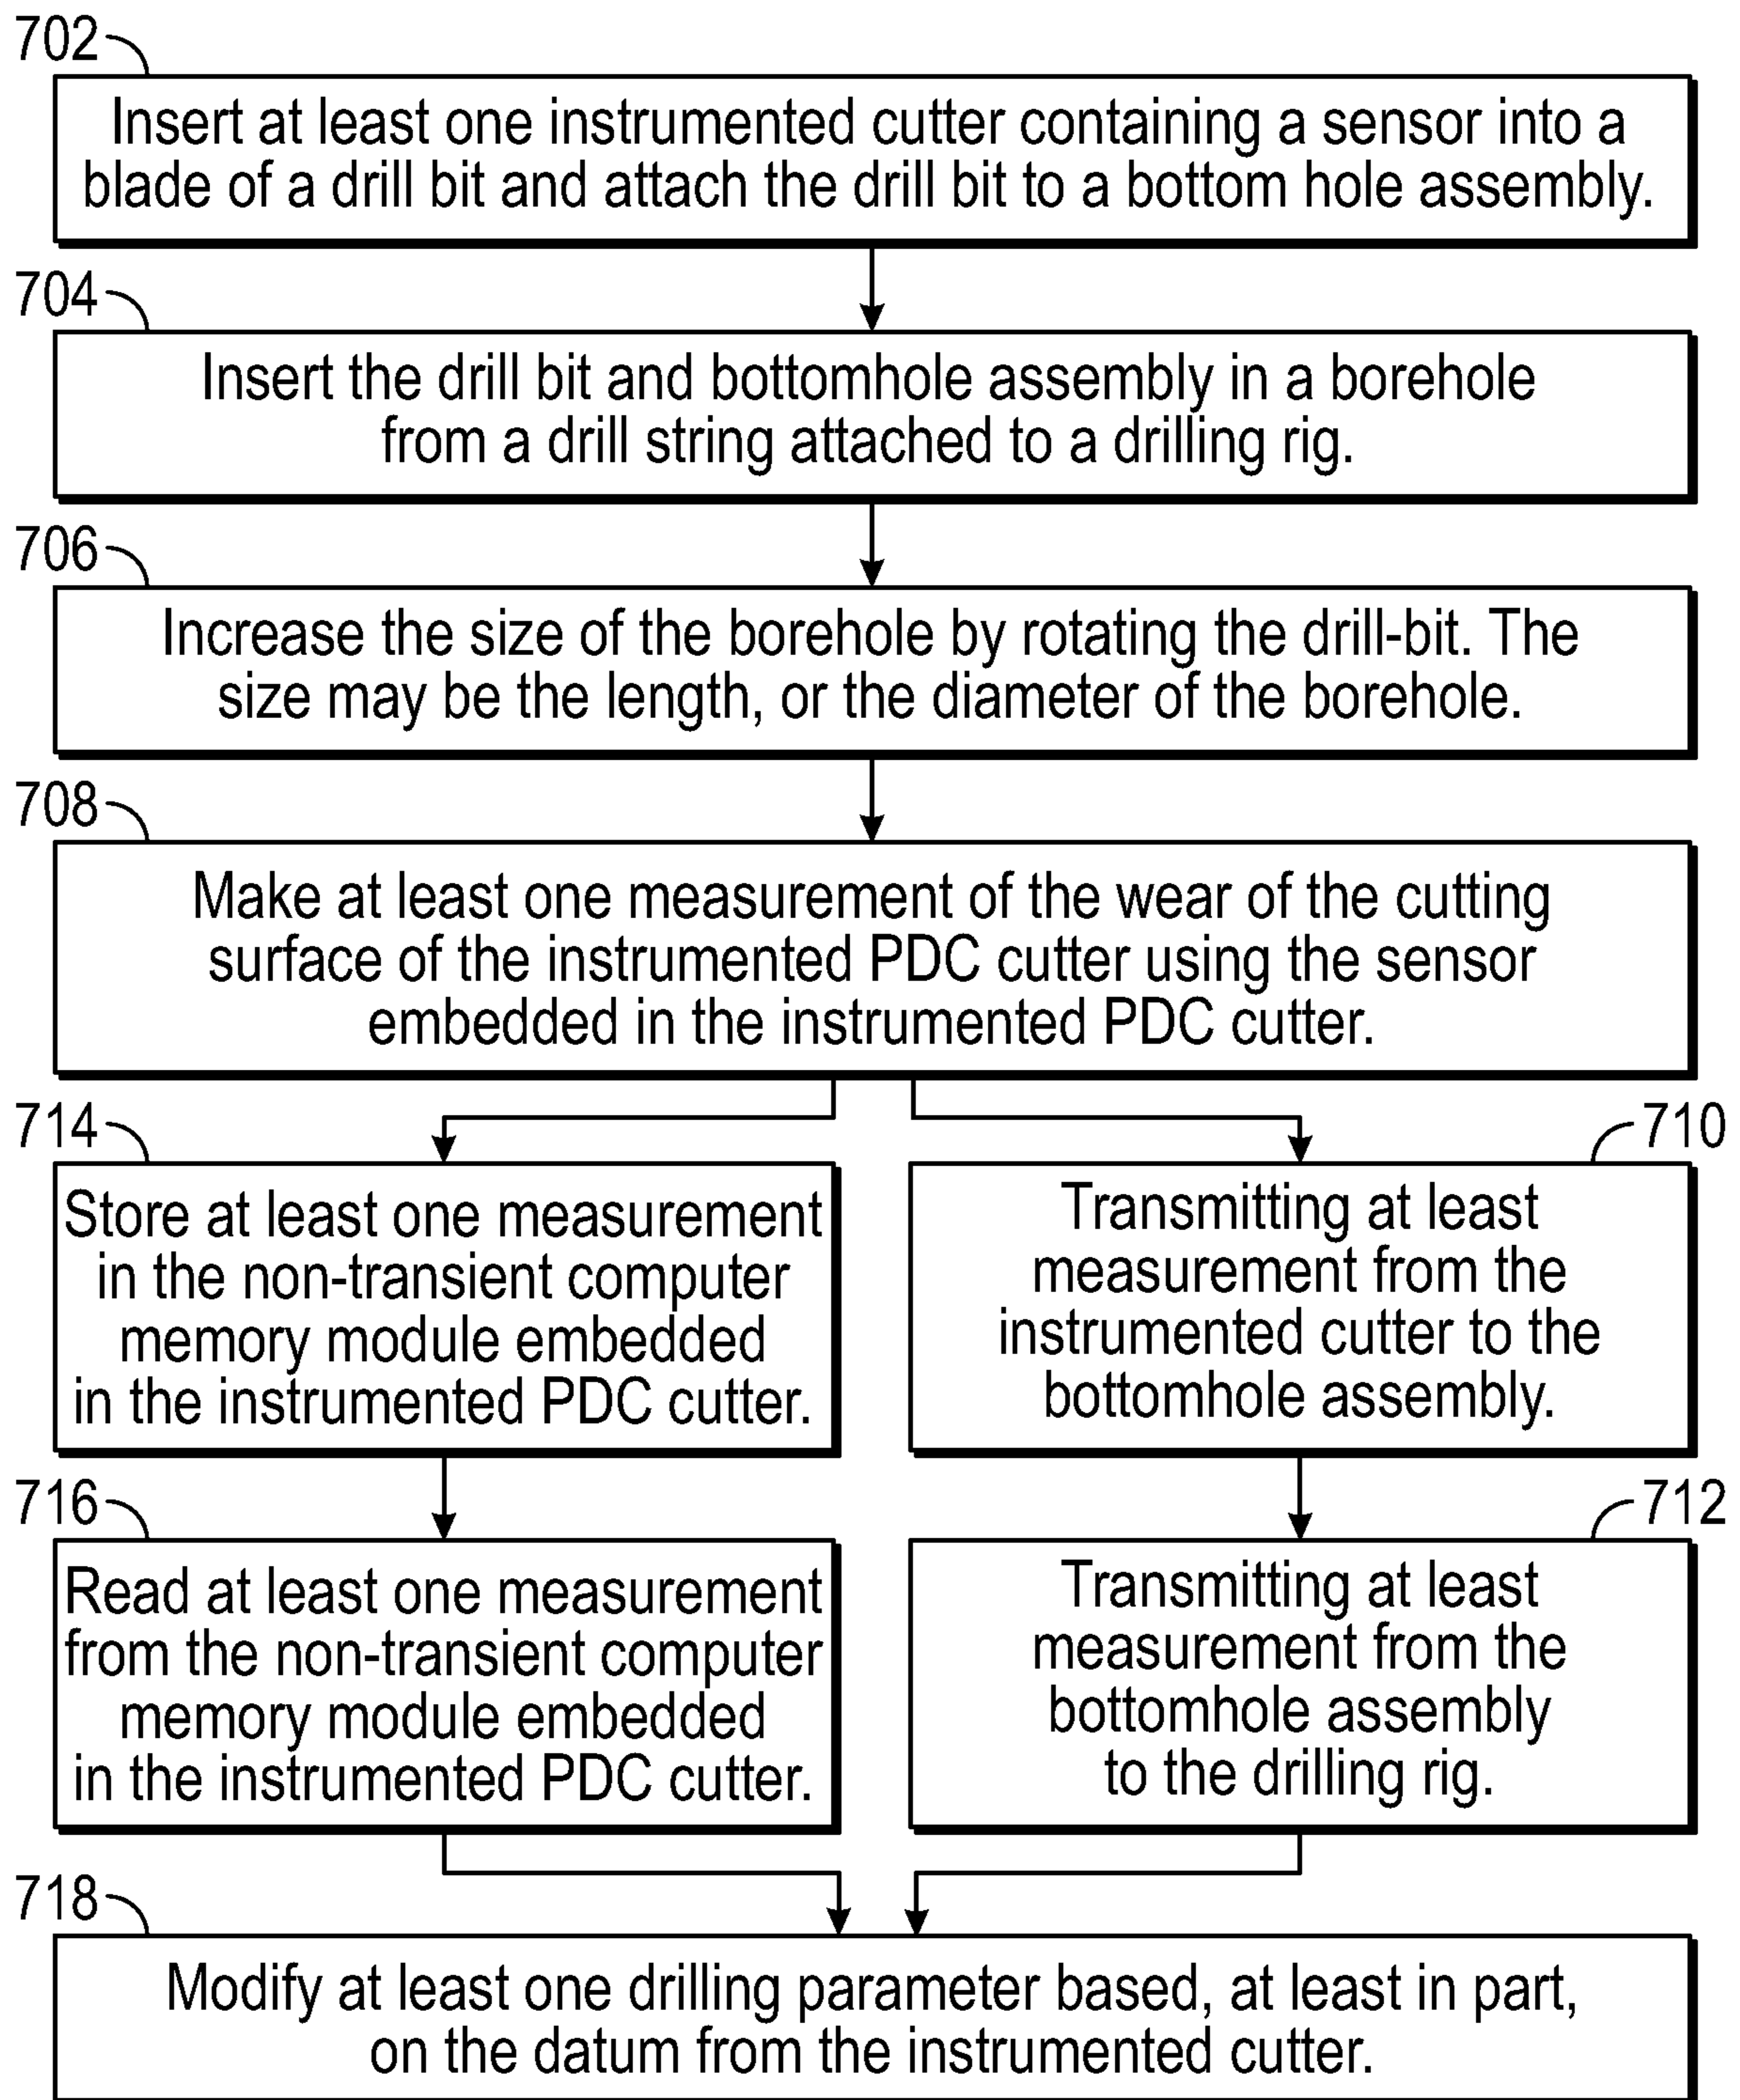 702
Insert at least one instrumented cutter containing a sensor into a
blade of a drill bit and attach the drill bit to a bottom hole assembly.
704
Insert the drill bit and bottomhole assembly in a borehole
from a drill string attached to a drilling rig.
706
Increase the size of the borehole by rotating the drill-bit. The
size may be the length, or the diameter of the borehole.
708
Make at least one measurement of the wear of the cutting
surface of the instrumented PDC cutter using the sensor
embedded in the instrumented PDC cutter.
714
Store at least one measurement
in the non-transient computer
memory module embedded
in the instrumented PDC cutter.
710
Transmitting at least
measurement from the
instrumented cutter to the
bottomhole assembly.
716
Read at least one measurement
from the non-transient computer
memory module embedded
in the instrumented PDC cutter.
712
Transmitting at least
measurement from the
bottomhole assembly
to the drilling rig.
718
Modify at least one drilling parameter based, at least in part,
on the datum from the instrumented cutter.